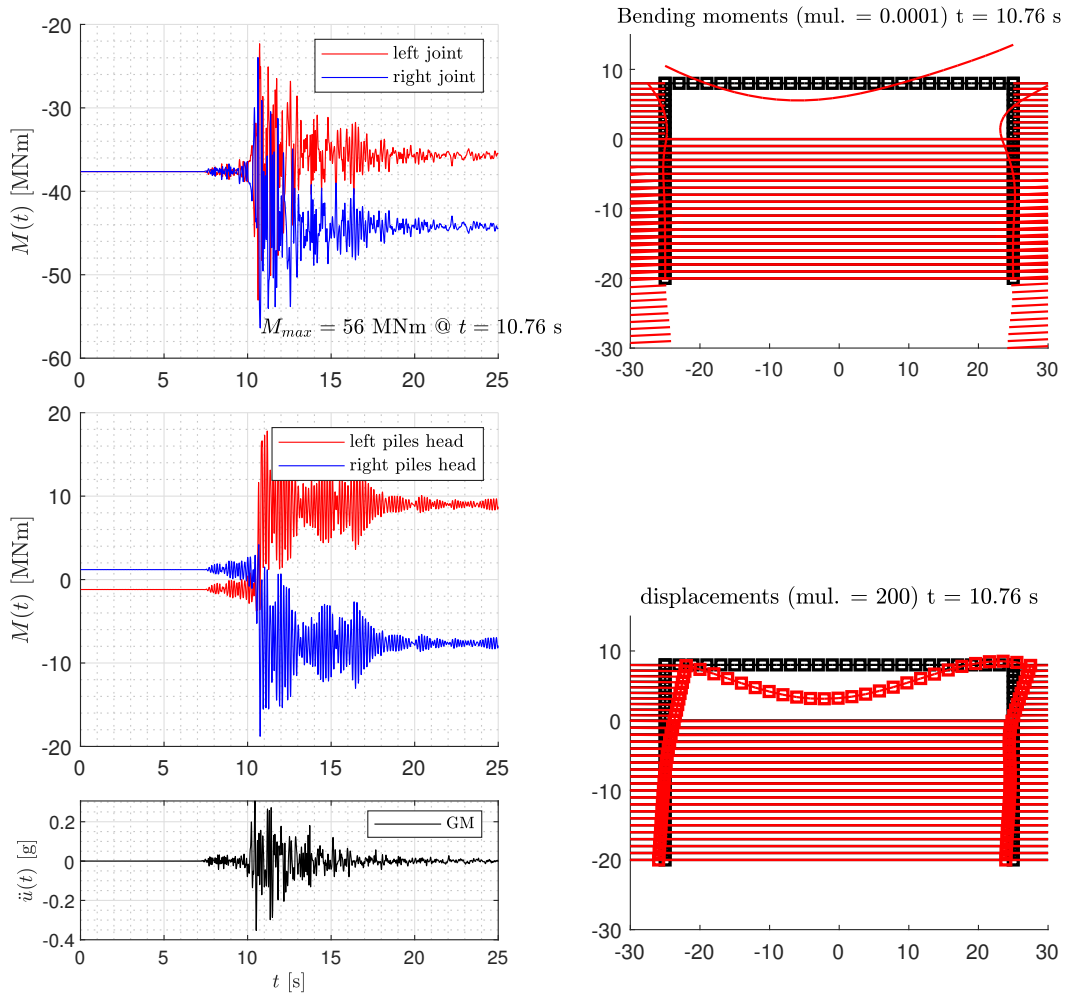 -20
-30
-40
-50
-60
M(t) [MNm]
left joint
right joint
M_{max} = 56 MNm @ t = 10.76 s
0 5 10 15 20 25
Bending moments (mul. = 0.0001) t = 10.76 s
10
0
-10
-20
-30
-30 -20 -10 0 10 20 30
20
10
0
-10
-20
M(t) [MNm]
left piles head
right piles head
0 5 10 15 20 25
displacements (mul. = 200) t = 10.76 s
10
0
-10
-20
-30
-30 -20 -10 0 10 20 30
0.2
0
-0.2
-0.4
ü(t) [g]
GM
0 5 10 15 20 25
t [s]